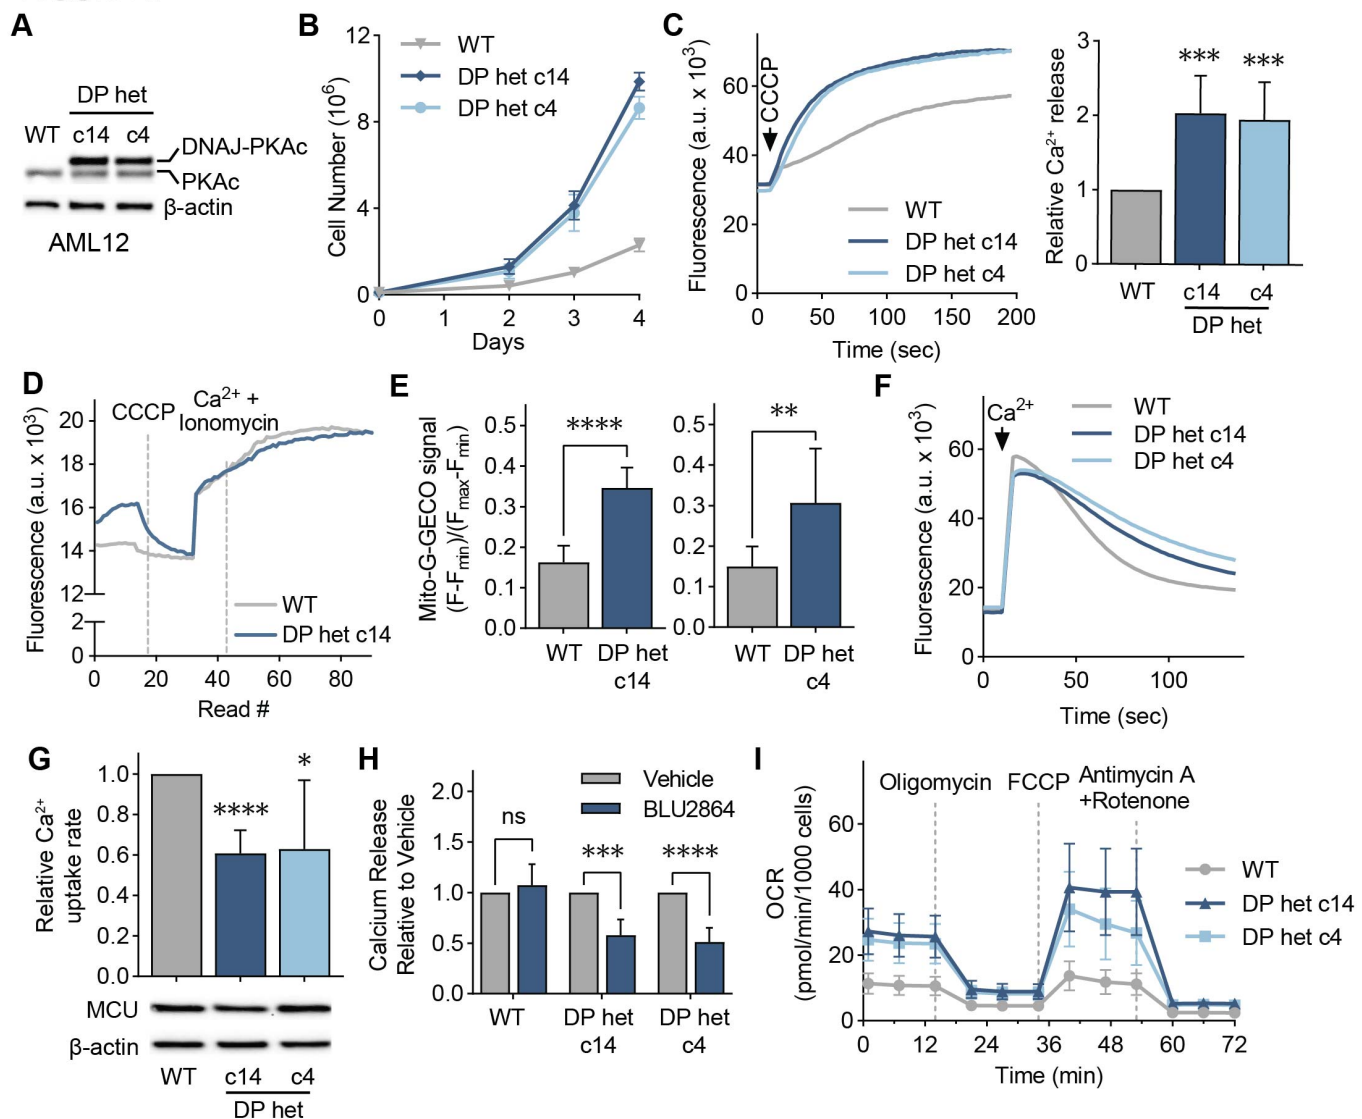 A
DP het
WT c14 c4
DNAJ-PKAc
PKAc
β-actin
AML12
B
12
8
4
0
Cell Number (10⁶)
WT
DP het c14
DP het c4
0 1 2 3 4
Days
C
Fluorescence (a.u. x 10³)
60
40
20
0
CCCP
WT
DP het c14
DP het c4
0 50 100 150 200
Time (sec)
Relative Ca²⁺ release
3
2
1
0
*** ***
WT c14 c4
DP het
D
Fluorescence (a.u. x 10³)
20
18
16
14
12
2
0
CCCP
Ca²⁺ +
Ionomycin
WT
DP het c14
0 20 40 60 80
Read #
E
Mito-G-GECO signal
(F-Fmin)/(Fmax-Fmin)
0.5
0.4
0.3
0.2
0.1
0.0
****
WT DP het
c14
0.5
0.4
0.3
0.2
0.1
0.0
**
WT DP het
c4
F
Fluorescence (a.u. x 10³)
60
40
20
0
Ca²⁺
WT
DP het c14
DP het c4
0 50 100
Time (sec)
G
Relative Ca²⁺
uptake rate
1.0
0.8
0.6
0.4
0.2
0.0
**** *
MCU
β-actin
WT c14 c4
DP het
H
Calcium Release
Relative to Vehicle
2.0
1.5
1.0
0.5
0.0
Vehicle
BLU2864
ns *** ****
WT DP het DP het
c14 c4
I
OCR
(pmol/min/1000 cells)
60
40
20
0
Oligomycin FCCP Antimycin A
+Rotenone
WT
DP het c14
DP het c4
0 12 24 36 48 60 72
Time (min)